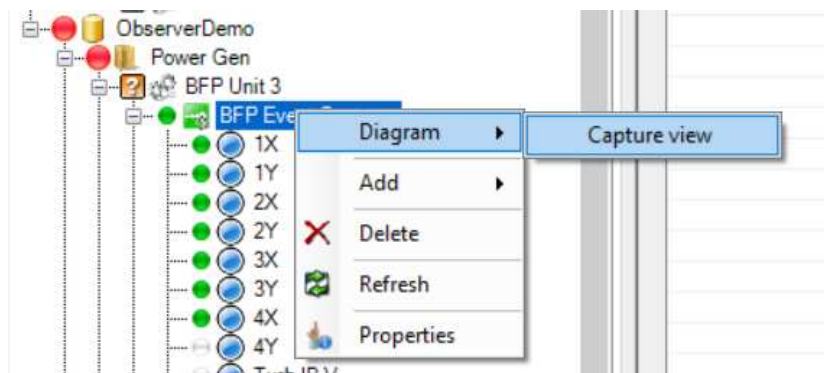 ObserverDemo
Power Gen
BFP Unit 3
BFP
1X
1Y
2X
2Y
3X
3Y
4X
4Y
Diagram
Capture view
Add
Delete
Refresh
Properties